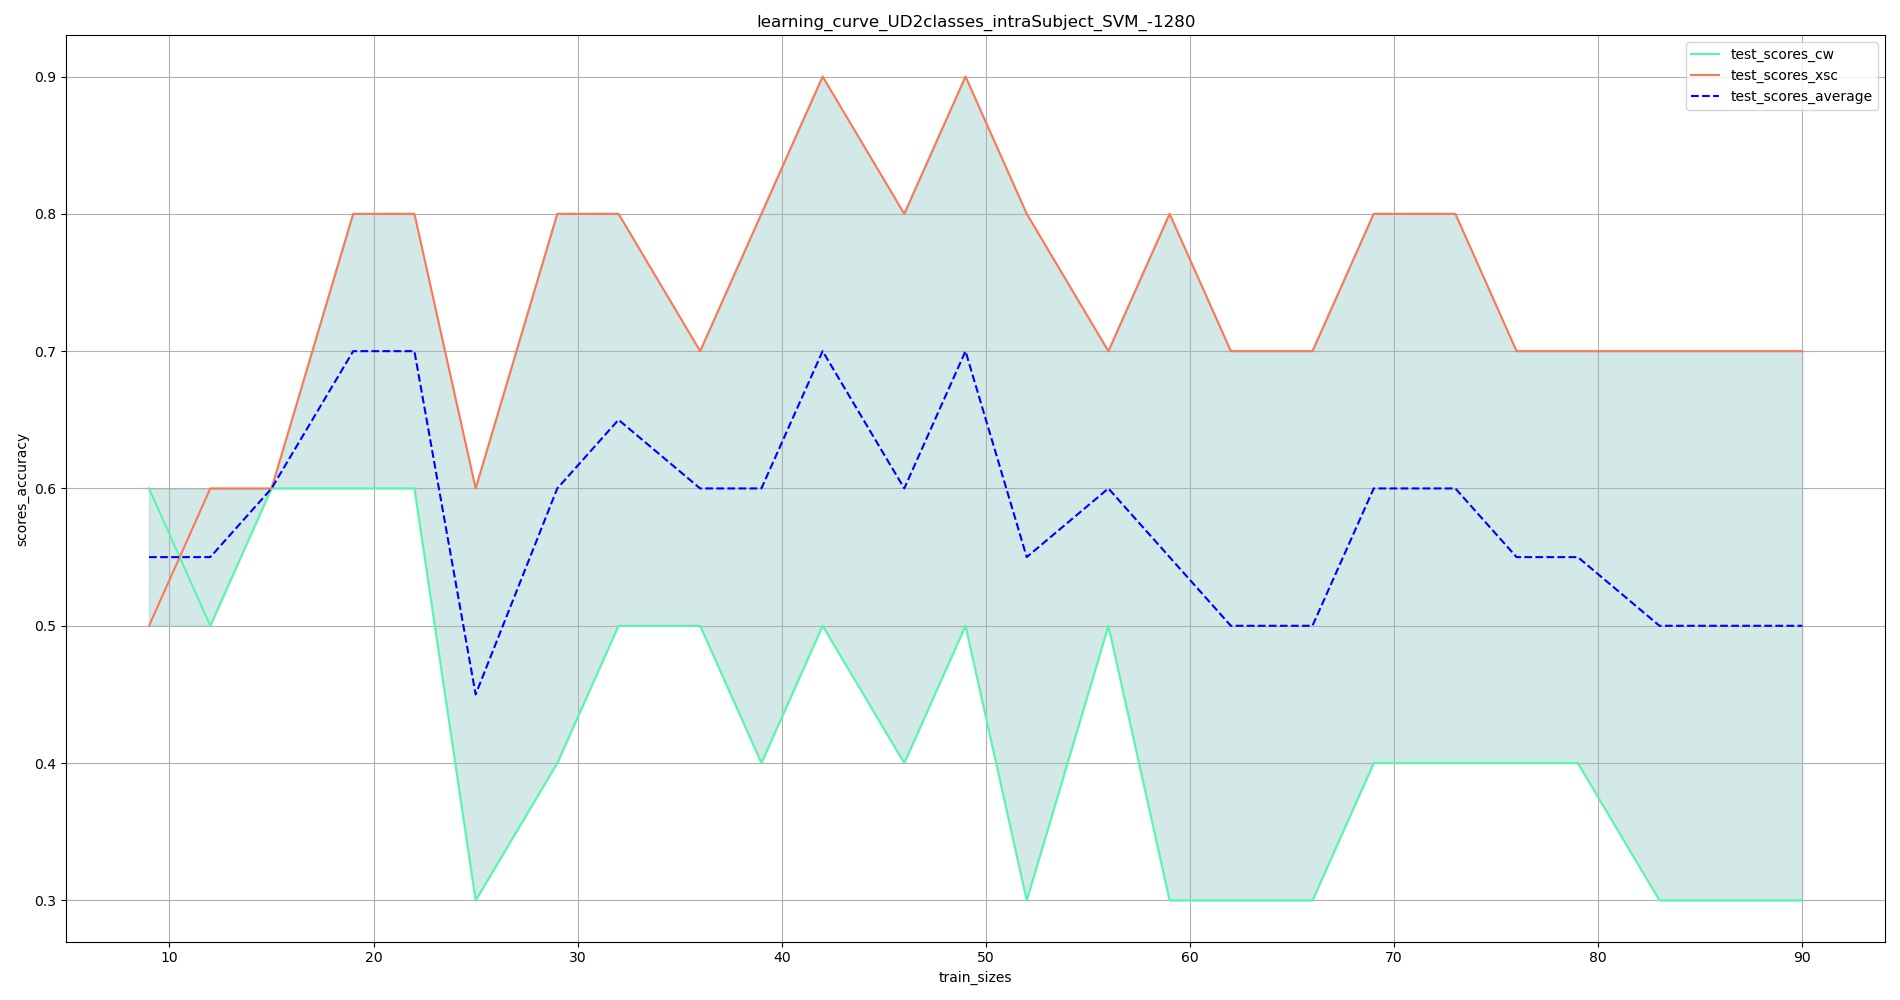 learning_curve_UD2classes_intraSubject_SVM_-1280
test_scores_cw
test_scores_xsc
test_scores_average
scores_accuracy
0.9
0.8
0.7
0.6
0.5
0.4
0.3
10 20 30 40 50 60 70 80 90
train_sizes